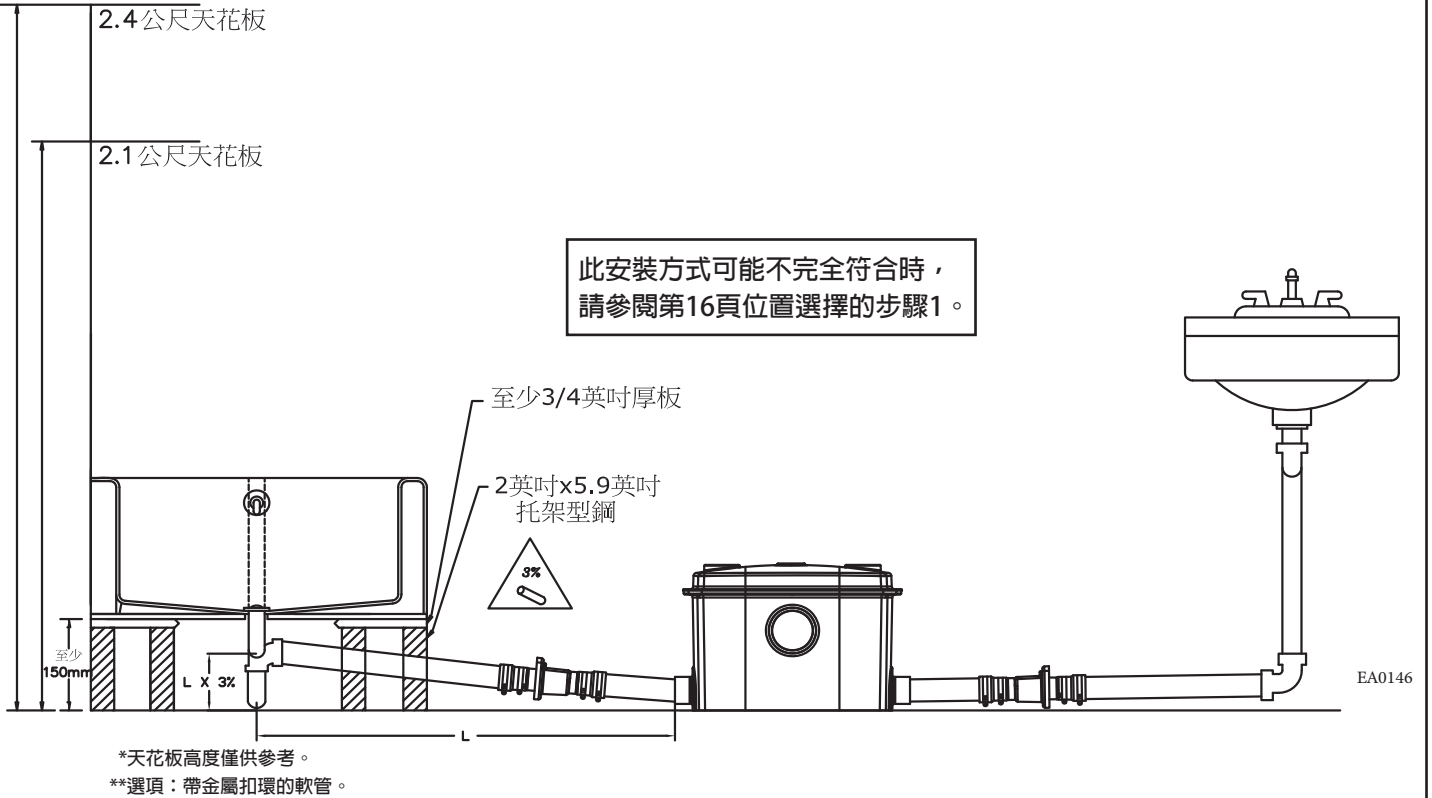 2.4公尺天花板
2.1公尺天花板
此安裝方式可能不完全符合時，
請參閱第16頁位置選擇的步驟1。
至少3/4英吋厚板
2英吋x5.9英吋
托架型鋼
3%
至少
150mm
L X 3%
EA0146
L
*天花板高度僅供參考。
**選項：帶金屬扣環的軟管。